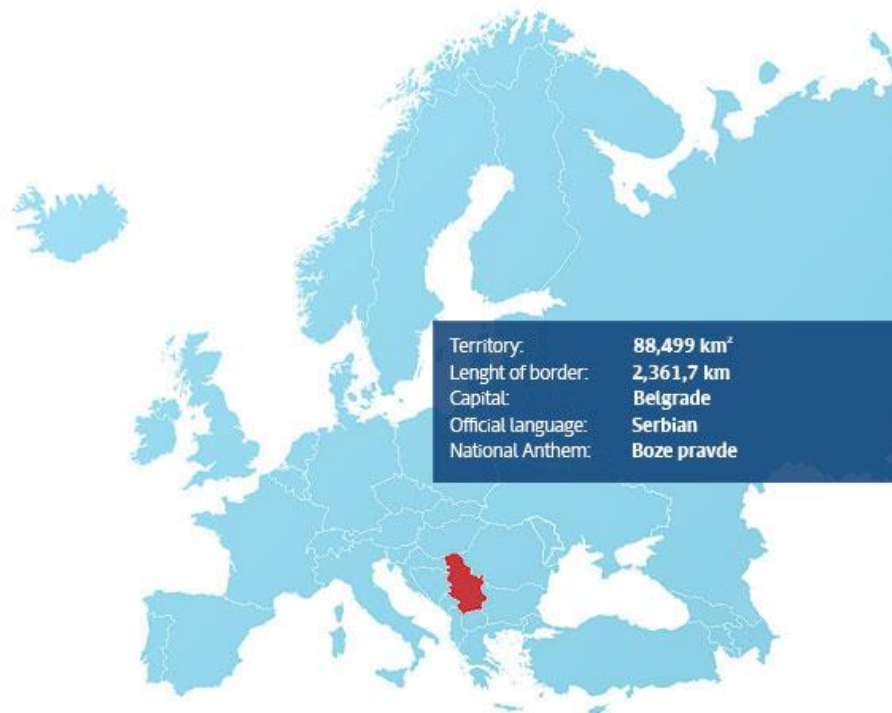 Territory: 88,499 km²
Lenght of border: 2,361,7 km
Capital: Belgrade
Official language: Serbian
National Anthem: Boze pravde